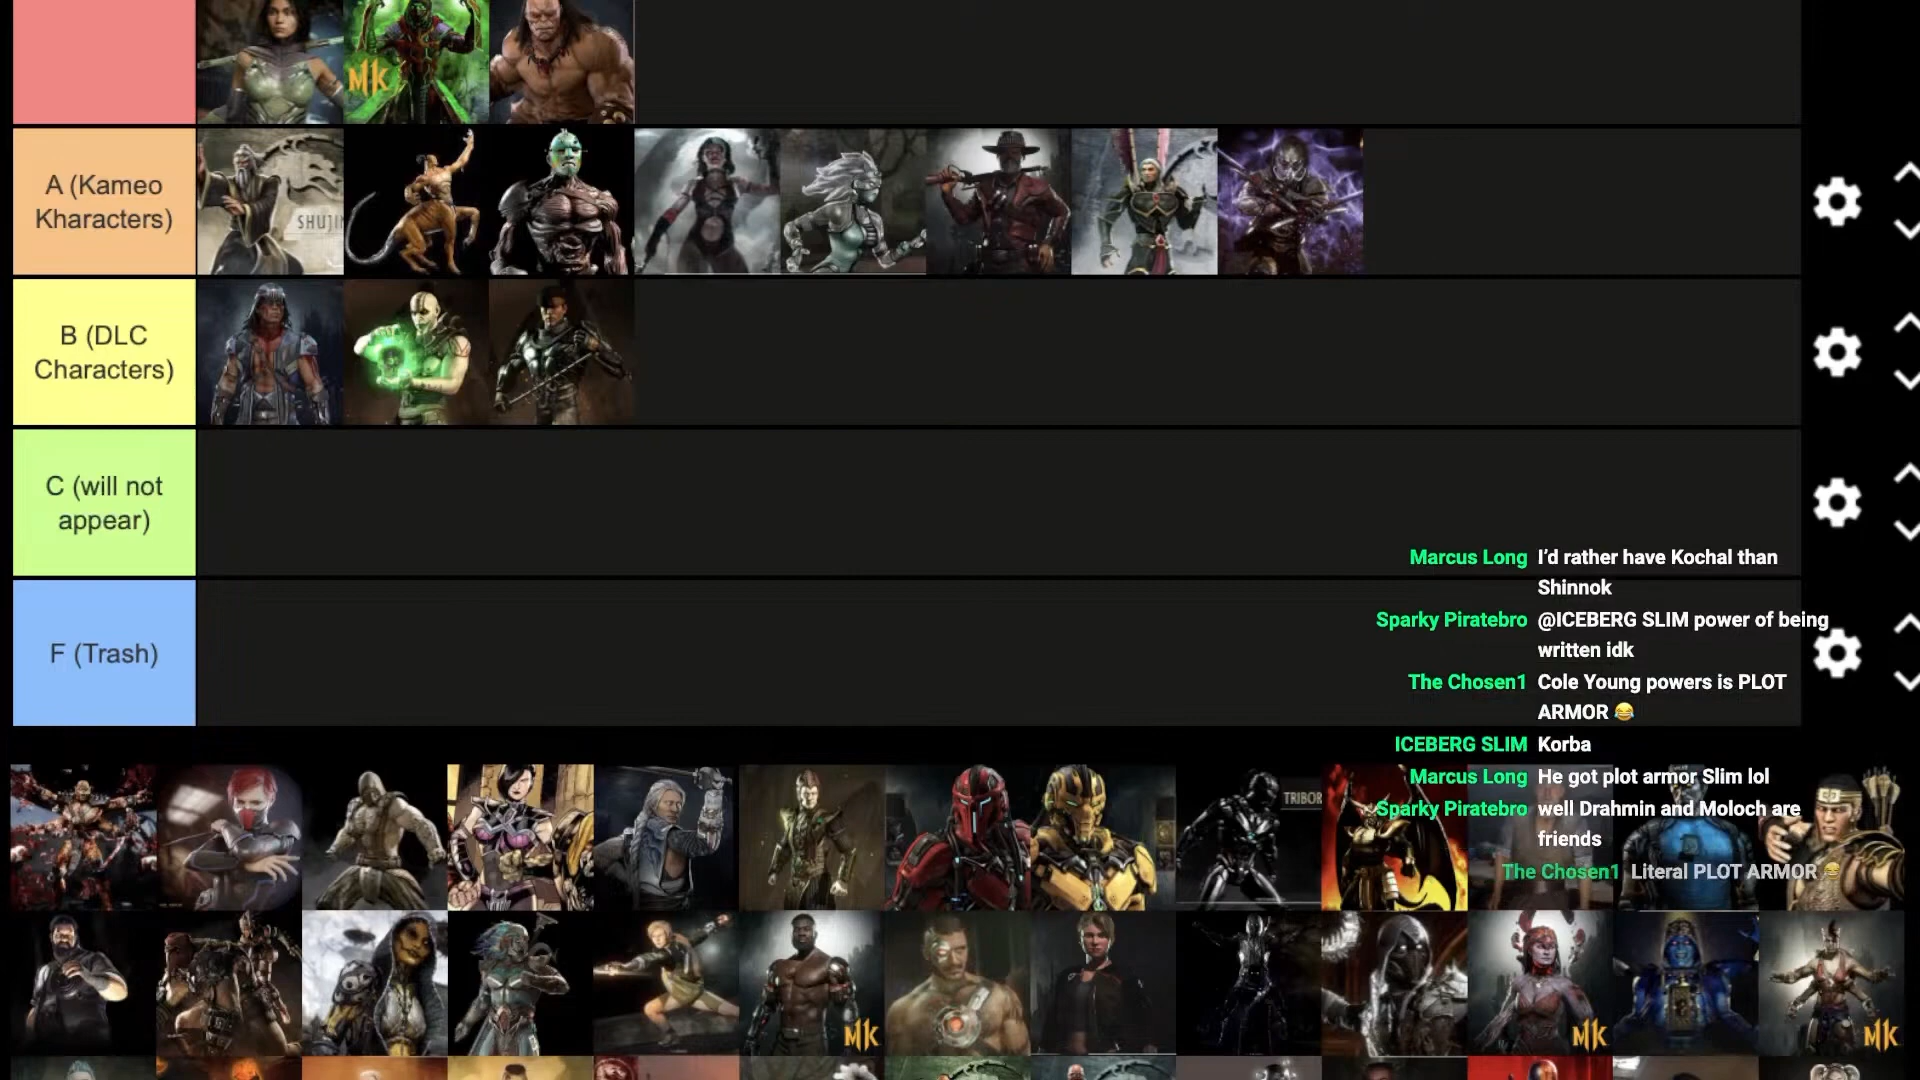 MK
A (Kameo
Kharacters)
SHUJIN
B (DLC
Characters)
C (will not
appear)
Marcus Long I'd rather have Kochal than
Shinnok
Sparky Piratebro @ICEBERG SLIM power of being
written idk
F (Trash)
The Chosen1 Cole Young powers is PLOT
ARMOR 😂
ICEBERG SLIM Korba
Marcus Long He got plot armor Slim lol
TRIBOR
Sparky Piratebro well Drahmin and Moloch are
friends
The Chosen1 Literal PLOT ARMOR 😂
MK
MK
MK